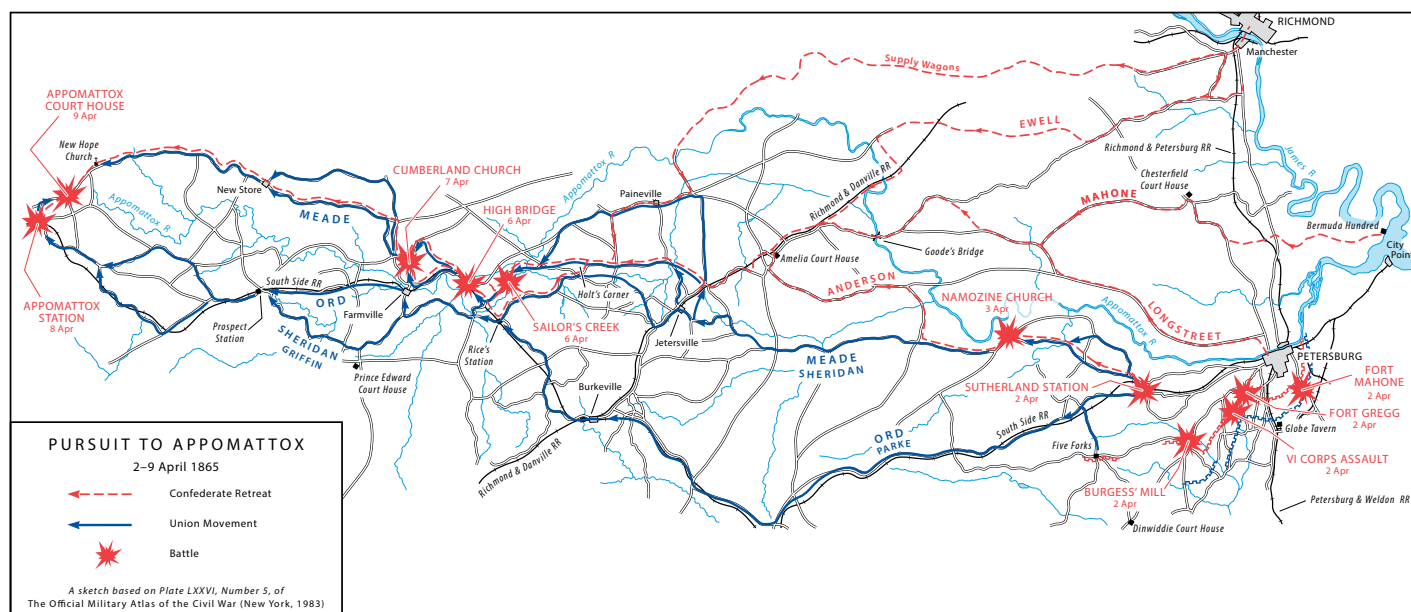 RICHMOND
Manchester
Supply Wagons
EWELL
Richmond & Petersburg RR
James R
APPOMATTOX
COURT HOUSE
9 Apr
New Hope
Church
New Store
MEADE
Appomattox R
CUMBERLAND CHURCH
7 Apr
HIGH BRIDGE
6 Apr
Appomattox R
Paineville
Richmond & Danville RR
Amelia Court House
Goode's Bridge
MAHONE
Chesterfield
Court House
Bermuda Hundred
City
Point
APPOMATTOX
STATION
8 Apr
Prospect
Station
South Side RR
ORD
SHERIDAN
GRIFFIN
Farmville
Prince Edward
Court House
Rice's
Station
SAILOR'S CREEK
6 Apr
Holt's Corner
Jetersville
Burkeville
Richmond & Danville RR
ANDERSON
NAMOZINE CHURCH
3 Apr
MEADE
SHERIDAN
LONGSTREET
Appomattox R
PETERSBURG
SUTHERLAND STATION
2 Apr
FORT
MAHONE
2 Apr
FORT GREGG
2 Apr
Globe Tavern
VI CORPS ASSAULT
2 Apr
ORD
PARKE
South Side RR
Five Forks
BURGESS' MILL
2 Apr
Dinwiddie Court House
Petersburg & Weldon RR
PURSUIT TO APPOMATTOX
2–9 April 1865
Confederate Retreat
Union Movement
Battle
A sketch based on Plate LXXVI, Number 5, of
The Official Military Atlas of the Civil War (New York, 1983)